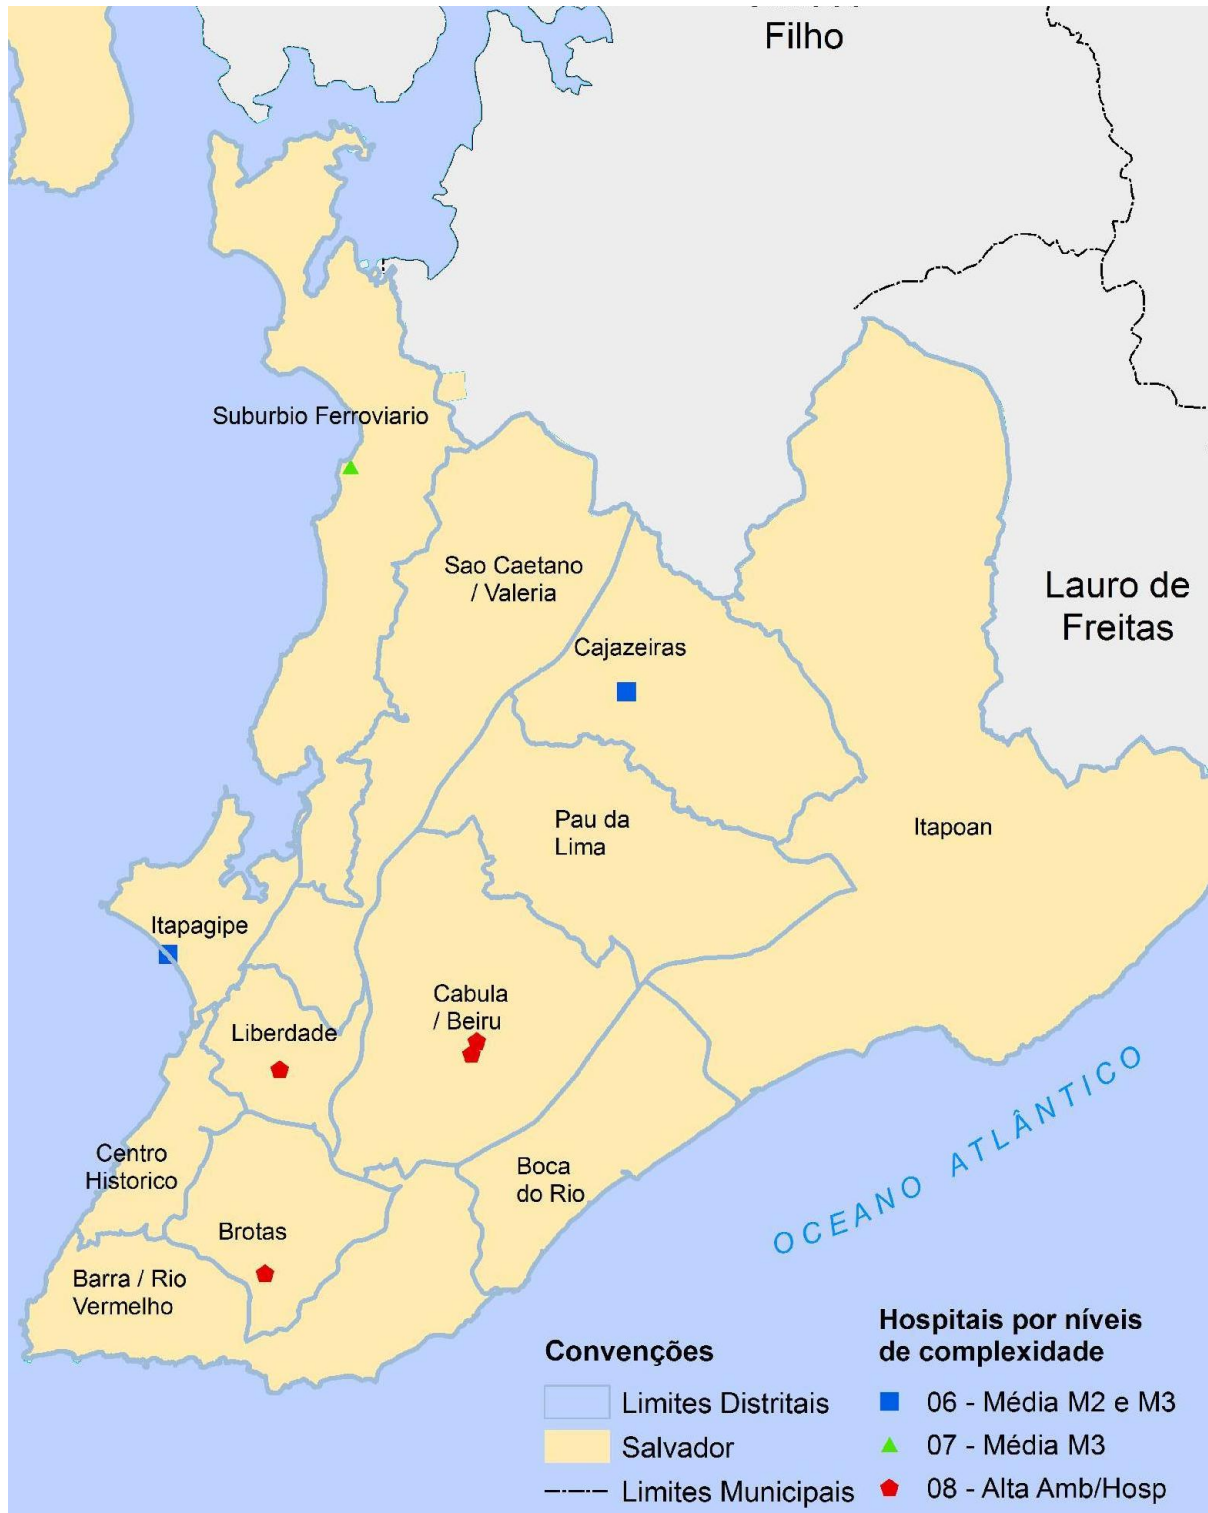 Filho
Suburbio Ferroviario
Sao Caetano
/ Valeria
Lauro de
Freitas
Cajazeiras
Pau da
Lima
Itapoan
Itapagipe
Cabula
/ Beiru
Liberdade
Centro
Historico
Boca
do Rio
Brotas
Barra / Rio
Vermelho
OCEANO ATLÂNTICO
Convenções
Limites Distritais
Salvador
Limites Municipais
Hospitais por níveis
de complexidade
06 - Média M2 e M3
07 - Média M3
08 - Alta Amb/Hosp